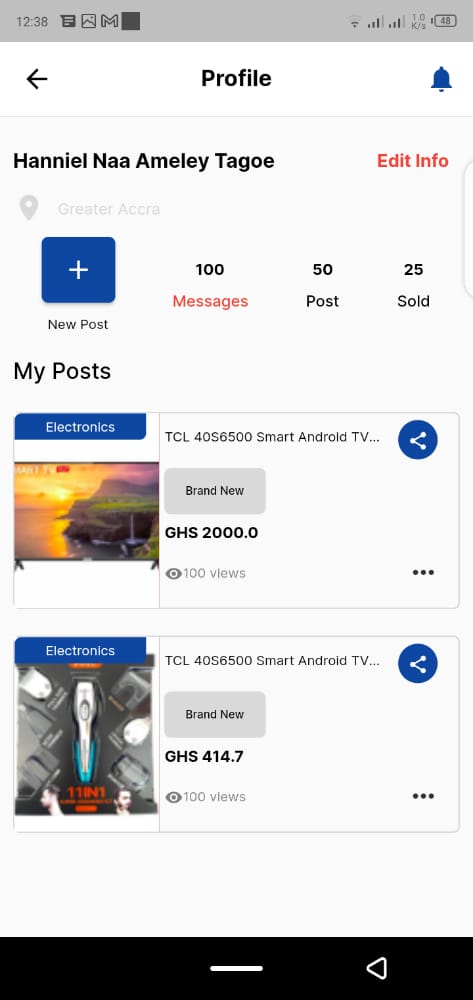 12:38
1.0
K/s
48
Profile
Hanniel Naa Ameley Tagoe
Edit Info
Greater Accra
100
50
25
Messages
Post
Sold
New Post
My Posts
Electronics
TCL 40S6500 Smart Android TV...
Brand New
GHS 2000.0
100 views
Electronics
TCL 40S6500 Smart Android TV...
Brand New
GHS 414.7
100 views
11IN1